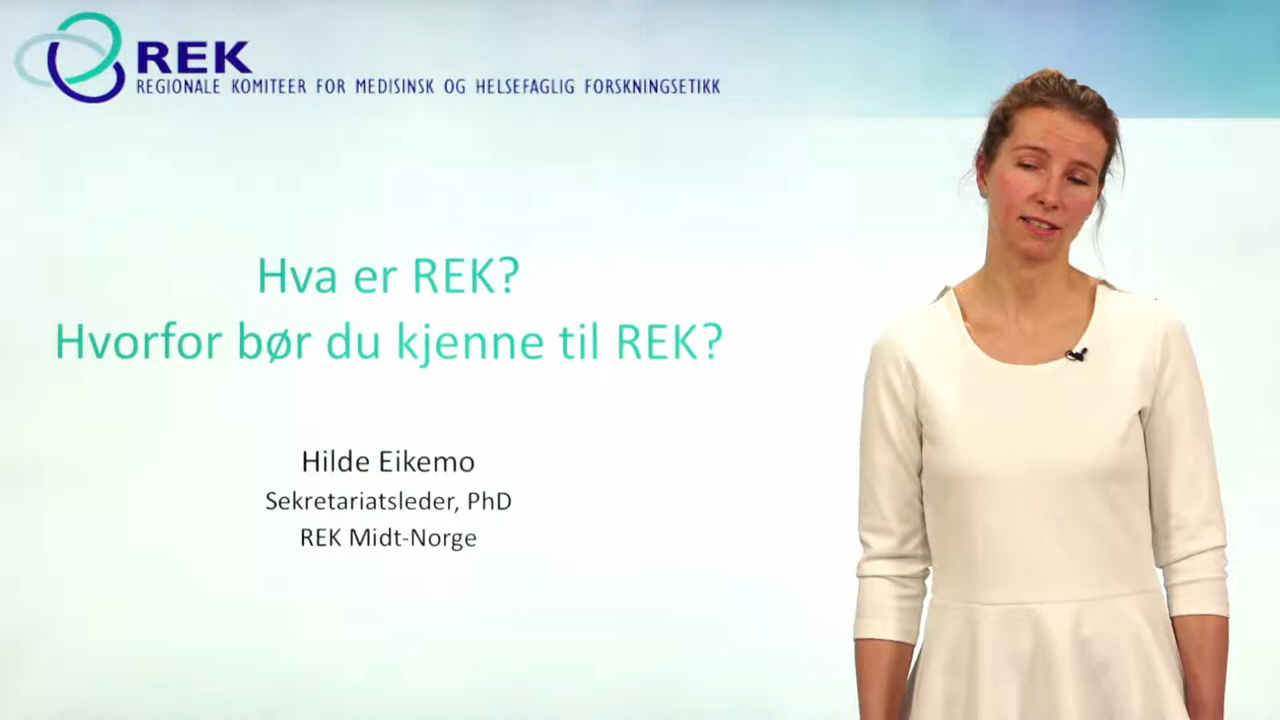 REK
REGIONALE KOMITEER FOR MEDISINSK OG HELSEFAGLIG FORSKNINGSETIKK
Hva er REK?
Hvorfor bør du kjenne til REK?
Hilde Eikemo
Sekretariatsleder, PhD
REK Midt-Norge